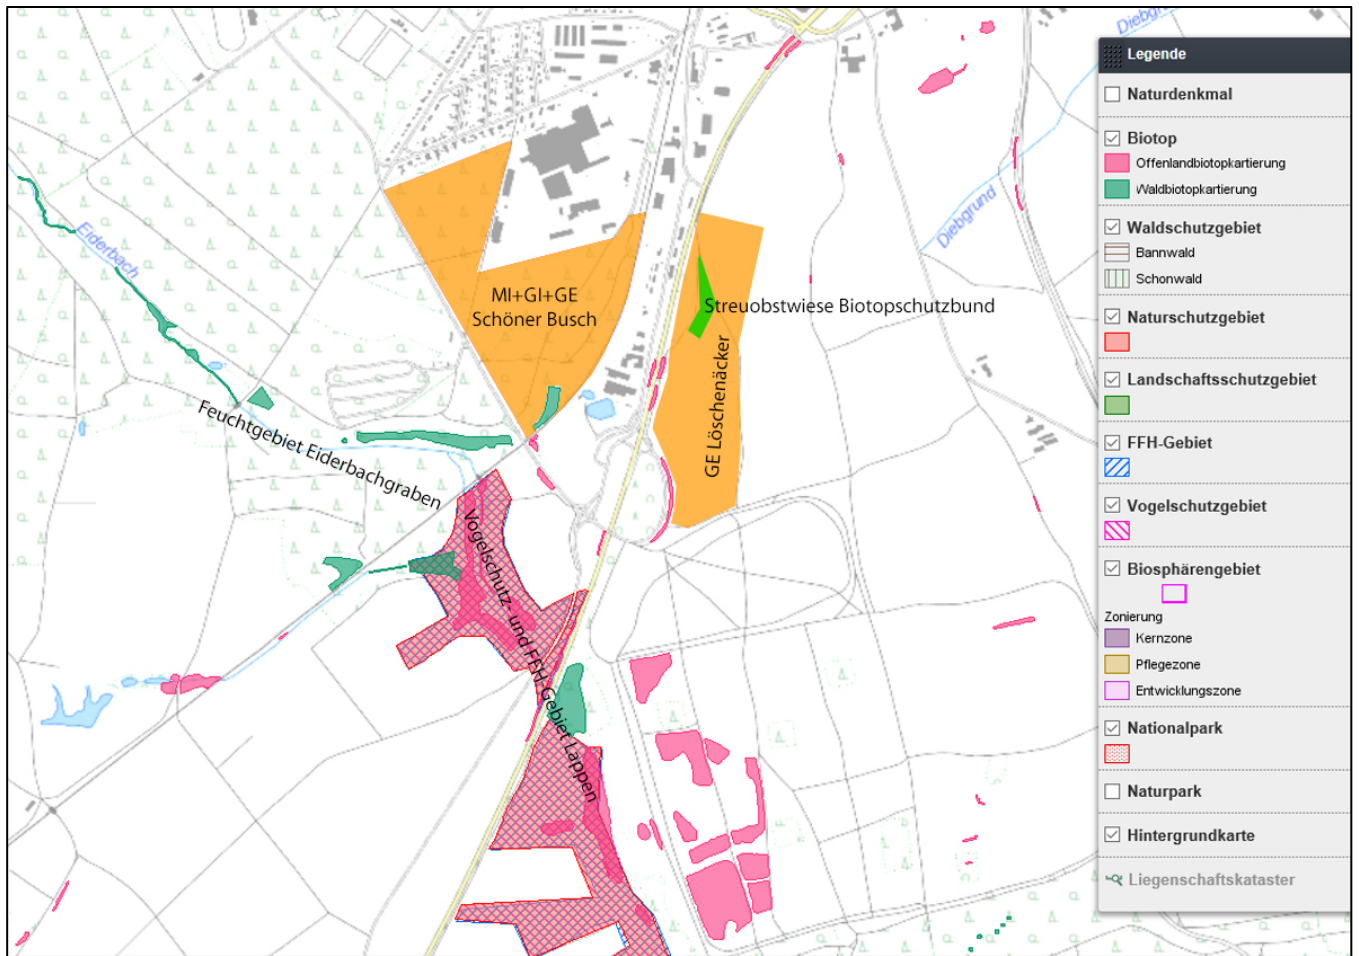 Diebgrund
Eiderbach
Diebgrund
MI+GI+GE
Schöner Busch
Streuobstwiese Biotopschutzbund
GE Löschenäcker
Feuchtgebiet Eiderbachgraben
Vogelschutz- und FFH-Gebiet Lappen
Legende
Naturdenkmal
Biotop
Offenlandbiotopkartierung
Waldbiotopkartierung
Waldschutzgebiet
Bannwald
Schonwald
Naturschutzgebiet
Landschaftsschutzgebiet
FFH-Gebiet
Vogelschutzgebiet
Biosphärengebiet
Zonierung
Kernzone
Pflegezone
Entwicklungszone
Nationalpark
Naturpark
Hintergrundkarte
Liegenschaftskataster